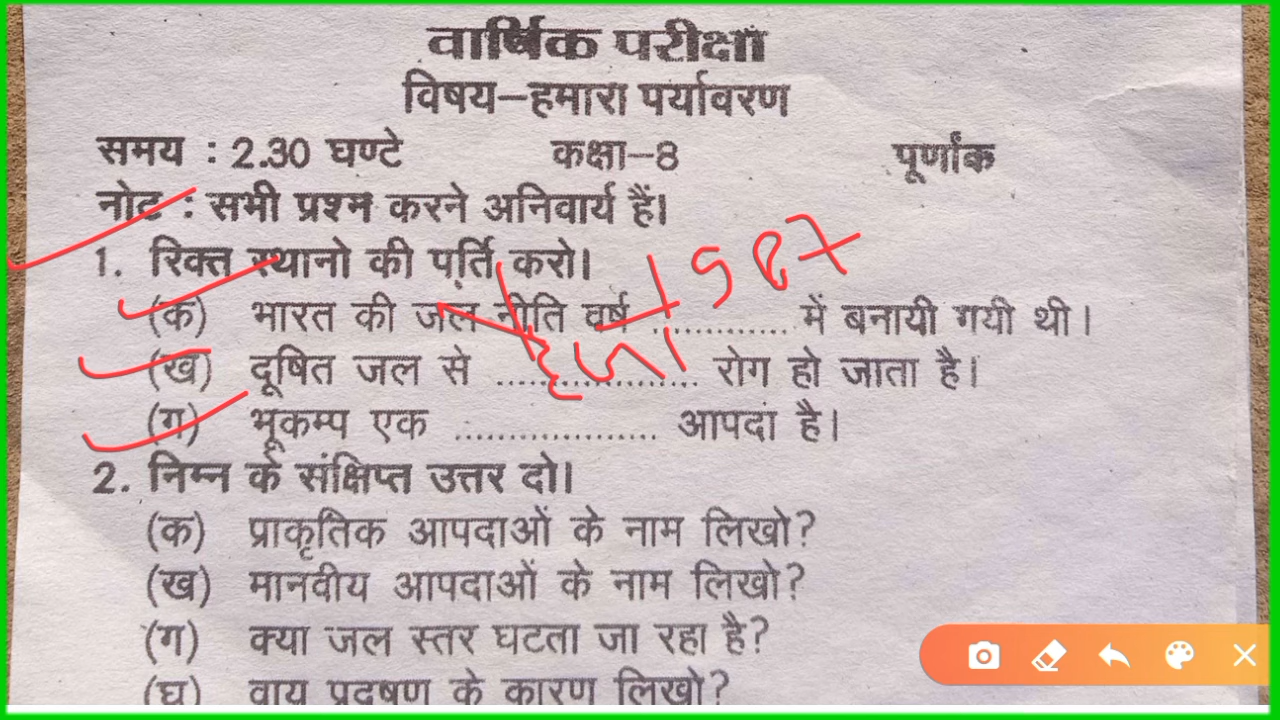 वार्षिक परीक्षा
विषय–हमारा पर्यावरण
समय : 2.30 घण्टे कक्षा–8 पूर्णांक
नोट : सभी प्रश्न करने अनिवार्य हैं।
1. रिक्त स्थानो की पूर्ति करो।
(क) भारत की जल नीति वर्ष .............. में बनायी गयी थी।
(ख) दूषित जल से .................... रोग हो जाता है।
(ग) भूकम्प एक .................... आपदा है।
2. निम्न के संक्षिप्त उत्तर दो।
(क) प्राकृतिक आपदाओं के नाम लिखो?
(ख) मानवीय आपदाओं के नाम लिखो?
(ग) क्या जल स्तर घटता जा रहा है?
(घ) वायु प्रदूषण के कारण लिखो?